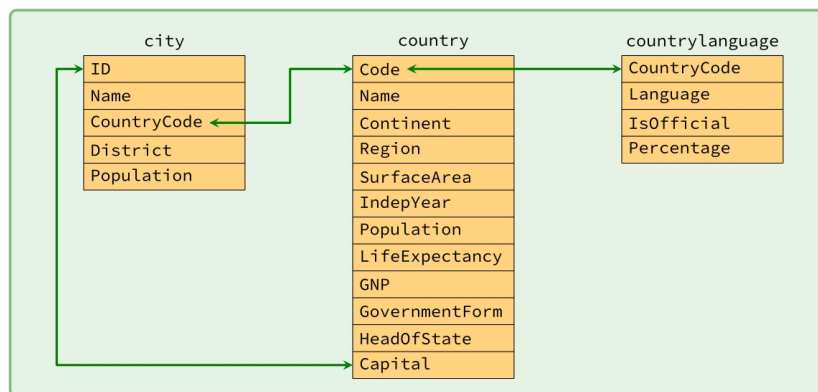 city
ID
Name
CountryCode
District
Population
country
Code
Name
Continent
Region
SurfaceArea
IndepYear
Population
LifeExpectancy
GNP
GovernmentForm
HeadOfState
Capital
countrylanguage
CountryCode
Language
IsOfficial
Percentage